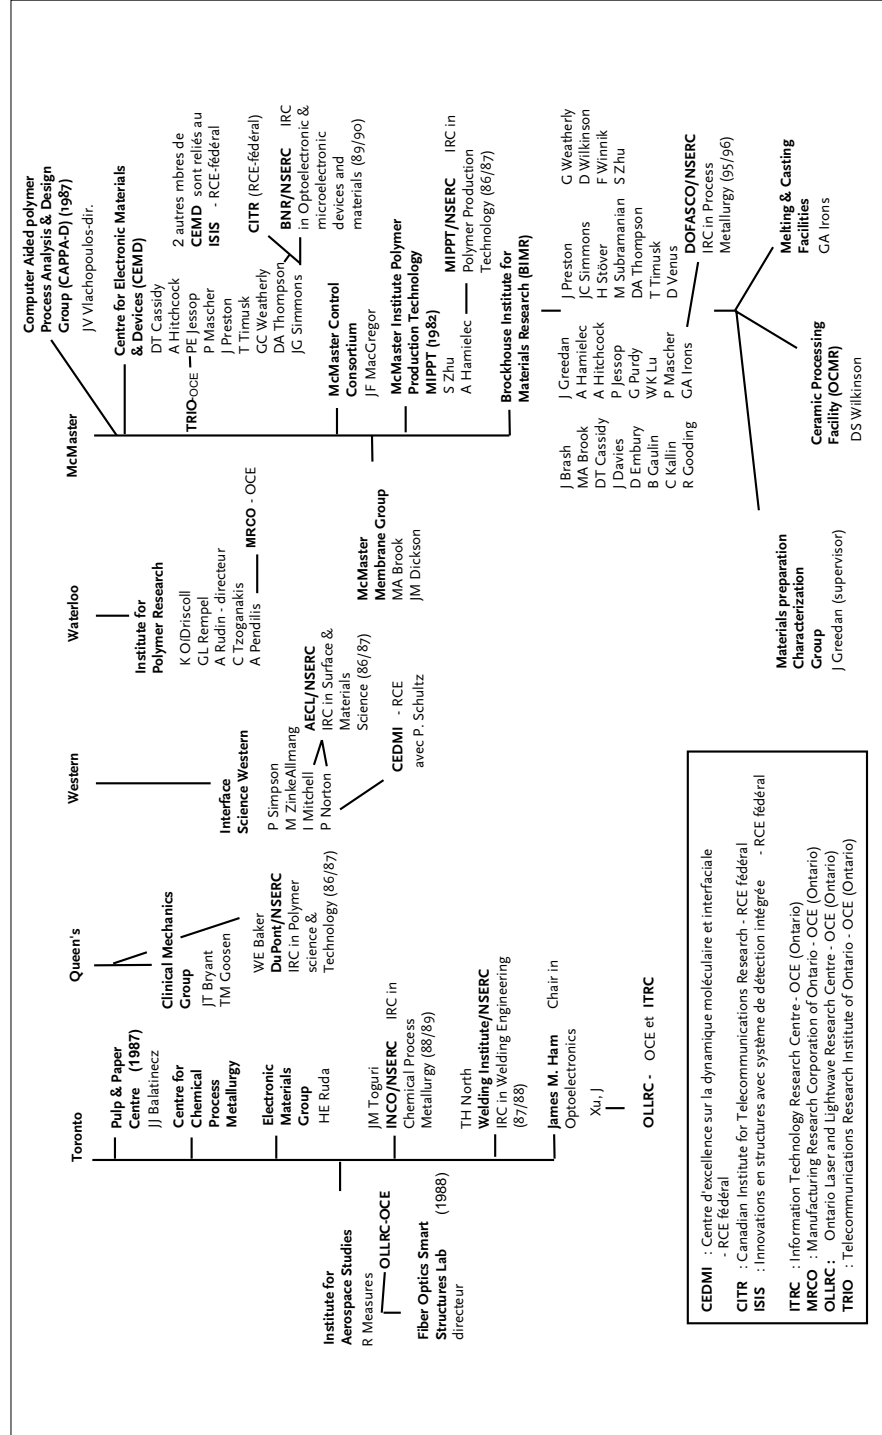 Toronto
Pulp & Paper
Centre (1987)
JJ Balatinecz
Centre for
Chemical
Process
Metallurgy
Electronic
Materials
Group
HE Ruda
Institute for
Aerospace Studies
R Measures
OLLRC-OCE
Fiber Optics Smart
Structures Lab (1988)
directeur
JM Toguri
INCO/NSERC IRC in
Chemical Process
Metallurgy (88/89)
TH North
Welding Institute/NSERC
IRC in Welding Engineering
(87/88)
James M. Ham Chair in
Optoelectronics
Xu, J
OLLRC - OCE et ITRC
Queen's
Clinical Mechanics
Group
JT Bryant
TM Goosen
WE Baker
DuPont/NSERC
IRC in Polymer
science &
Technology (86/87)
Western
Interface
Science Western
P Simpson
M ZinkeAllmang
I Mitchell
P Norton
AECL/NSERC
IRC in Surface &
Materials
Science (86/87)
CEDMI - RCE
avec P. Schultz
Waterloo
Institute for
Polymer Research
K OíDriscoll
GL Rempel
A Rudin - directeur
C Tzoganakis
A Pendilis
MRCO - OCE
McMaster
Computer Aided polymer
Process Analysis & Design
Group (CAPPA-D) (1987)
JV Vlachopoulos-dir.
Centre for Electronic Materials
& Devices (CEMD)
DT Cassidy
A Hitchcock
TRIO-OCE PE Jessop
P Mascher
J Preston
T Timusk
GC Weatherly
DA Thompson
JG Simmons
2 autres mbres de
CEMD sont reliés au
ISIS - RCE-fédéral
CITR (RCE-fédéral)
BNR/NSERC IRC
in Optoelectronic &
microelectronic
devices and
materials (89/90)
McMaster Control
Consortium
JF MacGregor
McMaster
Membrane Group
MA Brook
JM Dickson
McMaster Institute Polymer
Production Technology
MIPPT (1982)
S Zhu
A Hamielec
MIPPT/NSERC IRC in
Polymer Production
Technology (86/87)
Brockhouse Institute for
Materials Research (BIMR)
J Brash
MA Brook
DT Cassidy
J Davies
D Embury
B Gaulin
C Kallin
R Gooding
J Greedan
A Hamielec
A Hitchcock
P Jessop
G Purdy
WK Lu
P Mascher
GA Irons
J Preston
JC Simmons
H Stöver
M Subramanian
DA Thompson
T Timusk
D Venus
G Weatherly
D Wilkinson
F Winnik
S Zhu
DOFASCO/NSERC
IRC in Process
Metallurgy (95/96)
Materials preparation
Characterization
Group
J Greedan (supervisor)
Ceramic Processing
Facility (OCMR)
DS Wilkinson
Melting & Casting
Facilities
GA Irons
CEDMI : Centre d'excellence sur la dynamique moléculaire et interfaciale
- RCE fédéral
CITR : Canadian Institute for Telecommunications Research - RCE fédéral
ISIS : Innovations en structures avec système de détection intégrée - RCE fédéral
ITRC : Information Technology Research Centre - OCE (Ontario)
MRCO : Manufacturing Research Corporation of Ontario - OCE (Ontario)
OLLRC : Ontario Laser and Lightwave Research Centre - OCE (Ontario)
TRIO : Telecommunications Research Institute of Ontario - OCE (Ontario)